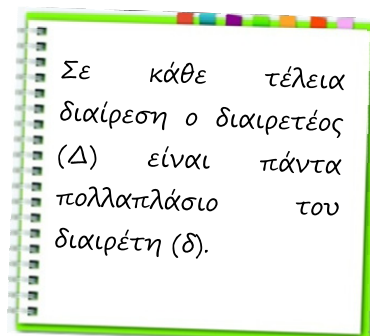 Σε κάθε τέλεια
διαίρεση ο διαιρετέος
(Δ) είναι πάντα
πολλαπλάσιο του
διαιρέτη (δ).